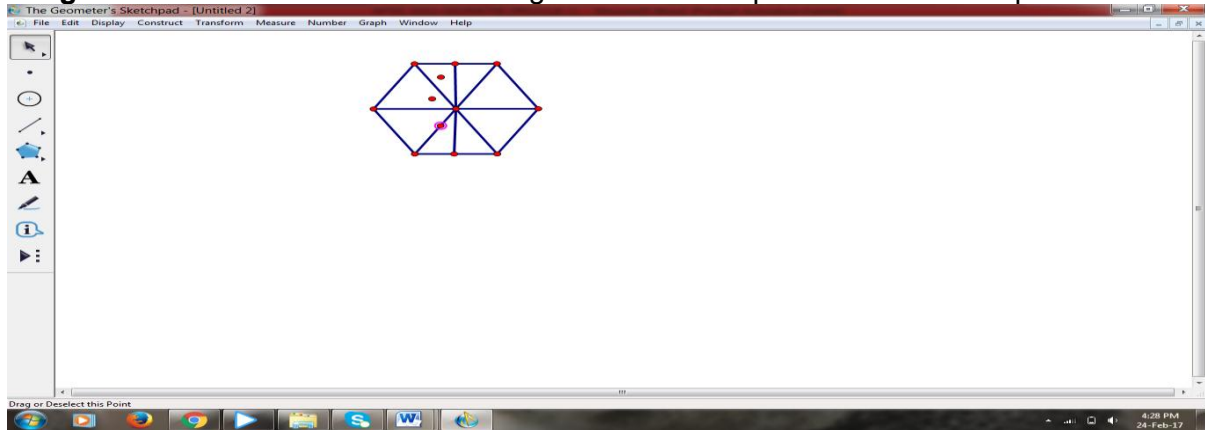 The Geometer's Sketchpad - [Untitled 2]
File Edit Display Construct Transform Measure Number Graph Window Help
A
Drag or Deselect this Point
4:28 PM
24-Feb-17